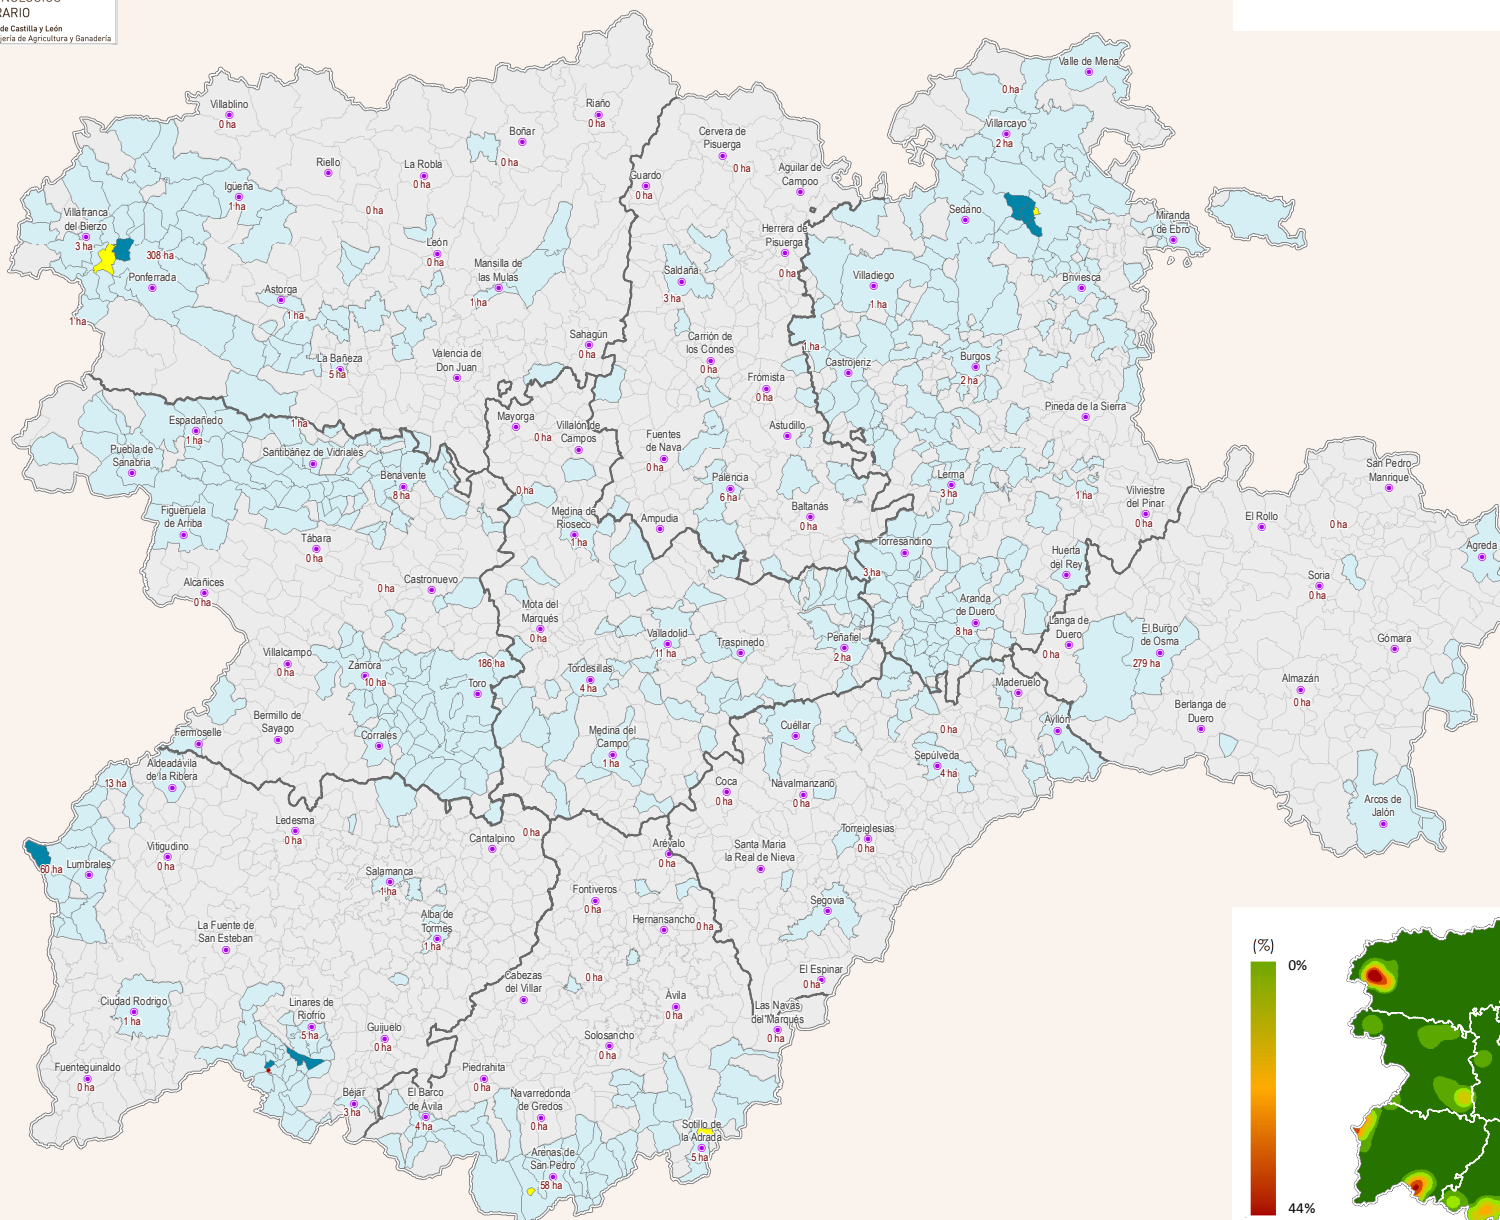 RARIO
de Castilla y León
jería de Agricultura y Ganadería
Valle de Mena
0 ha
Villablino
0 ha
Riaño
0 ha
Boñar
0 ha
Villarcayo
2 ha
Cervera de
Pisuerga
0 ha
Riello
0 ha
La Robla
0 ha
Guardo
0 ha
Aguilar de
Campoo
Igüeña
1 ha
Sedano
Villafranca
del Bierzo
3 ha
308 ha
Ponferrada
1 ha
León
0 ha
Herrera de
Pisuerga
0 ha
Miranda
de Ebro
Mansilla de
las Mulas
1 ha
Saldaña
3 ha
Villadiego
1 ha
Briviesca
Astorga
1 ha
Sahagún
0 ha
Carrión de
los Condes
0 ha
1 ha
La Bañeza
5 ha
Valencia de
Don Juan
Castrojeriz
Burgos
2 ha
Frómista
0 ha
Pineda de la Sierra
Espadañedo
1 ha
1 ha
Mayorga
0 ha
Villalón de
Campos
Astudillo
Fuentes
de Nava
0 ha
Puebla de
Sanabria
Santibáñez de Vidriales
Benavente
8 ha
0 ha
Palencia
6 ha
Lerma
3 ha
1 ha
Vilviestre
del Pinar
0 ha
San Pedro
Manrique
Figueruela
de Arriba
Medina de
Rioseco
1 ha
Ampudia
Baltanás
0 ha
El Rollo
0 ha
Tábara
0 ha
Torresandino
3 ha
Huerta
del Rey
Agreda
Alcañices
0 ha
0 ha
Castronuevo
Soria
0 ha
Mota del
Marqués
0 ha
Aranda
de Duero
8 ha
Langa de
Duero
0 ha
El Burgo
de Osma
279 ha
Valladolid
11 ha
Traspinedo
Peñafiel
2 ha
Gómara
Villalcampo
0 ha
Zamora
10 ha
186 ha
Toro
Tordesillas
4 ha
Maderuelo
Almazán
0 ha
Bermillo de
Sayago
Berlanga de
Duero
Fermoselle
Corrales
Medina del
Campo
1 ha
Cuéllar
0 ha
Ayllón
Aldeadávila
de la Ribera
13 ha
Sepúlveda
4 ha
Coca
0 ha
Navalmanzano
0 ha
Arcos de
Jalón
Ledesma
0 ha
Cantalpino
0 ha
Torreiglesias
0 ha
Vitigudino
0 ha
Arévalo
0 ha
Santa Maria
la Real de Nieva
60 ha
Lumbrales
Salamanca
1 ha
Fontiveros
0 ha
Segovia
La Fuente de
San Esteban
Alba de
Tormes
1 ha
Hernansancho
0 ha
Cabezas
del Villar
0 ha
El Espinar
0 ha
Ciudad Rodrigo
1 ha
Linares de
Riofrío
5 ha
Guijuelo
0 ha
Ávila
0 ha
Las Navas
del Marqués
0 ha
Solosancho
0 ha
Fuenteguinaldo
0 ha
Piedrahita
0 ha
Béjar
3 ha
El Barco
de Ávila
4 ha
Navarredonda
de Gredos
0 ha
Sotillo de
la Adrada
5 ha
Arenas de
San Pedro
58 ha
(%)
0%
44%